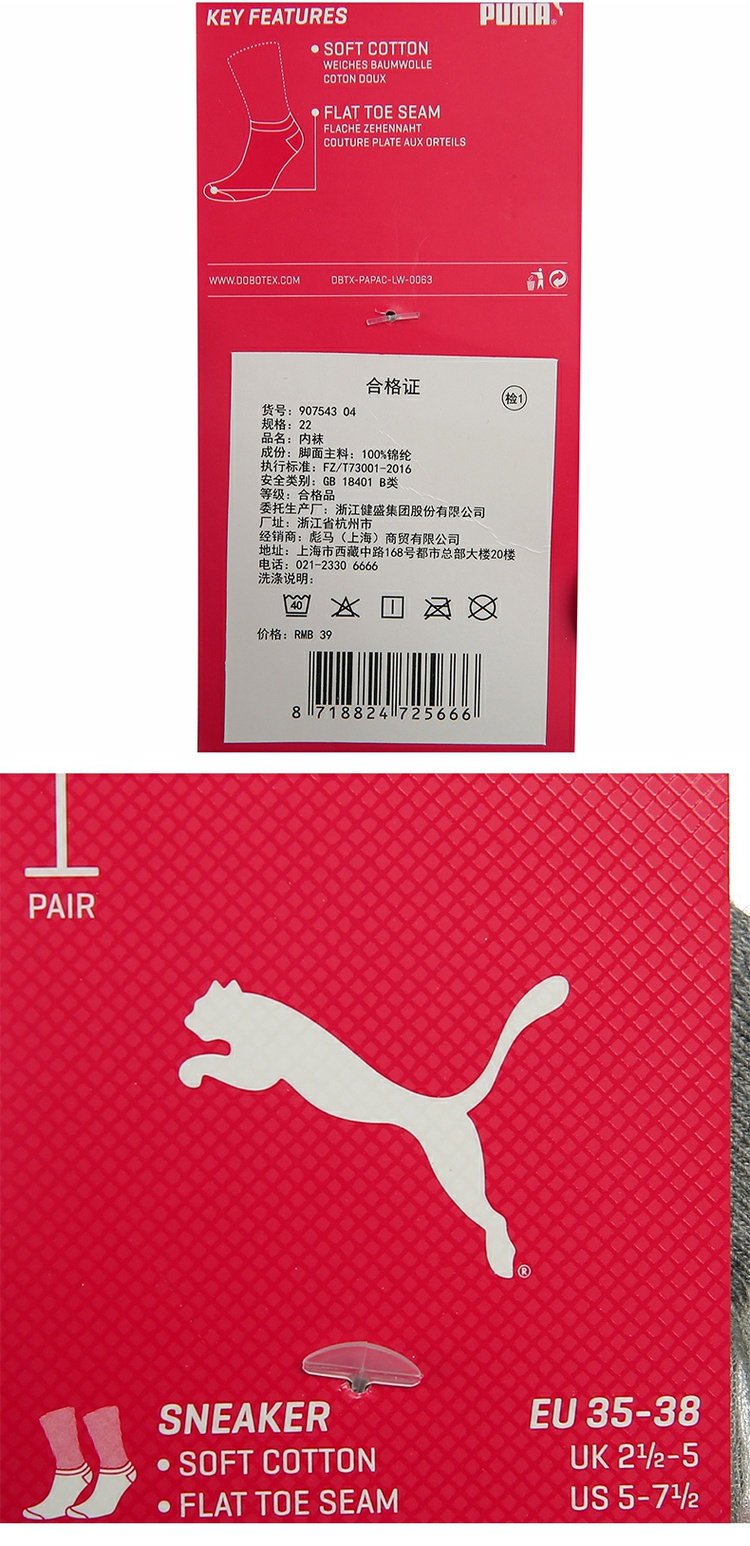 KEY FEATURES
PUMA®
• SOFT COTTON
WEICHES BAUMWOLLE
COTON DOUX
• FLAT TOE SEAM
FLACHE ZEHENNAHT
COUTURE PLATE AUX ORTEILS
WWW.DOBOTEX.COM DBTX-PAPAC-LW-0063
合格证
检1
货号: 907543 04
规格: 22
品名: 内袜
成份: 脚面主料: 100%锦纶
执行标准: FZ/T73001-2016
安全类别: GB 18401 B类
等级: 合格品
委托生产厂: 浙江健盛集团股份有限公司
厂址: 浙江省杭州市
经销商: 彪马(上海)商贸有限公司
地址: 上海市西藏中路168号都市总部大楼20楼
电话: 021-2330 6666
洗涤说明:
40
价格: RMB 39
8 718824 725666
1
PAIR
®
SNEAKER
• SOFT COTTON
• FLAT TOE SEAM
EU 35-38
UK 2½-5
US 5-7½